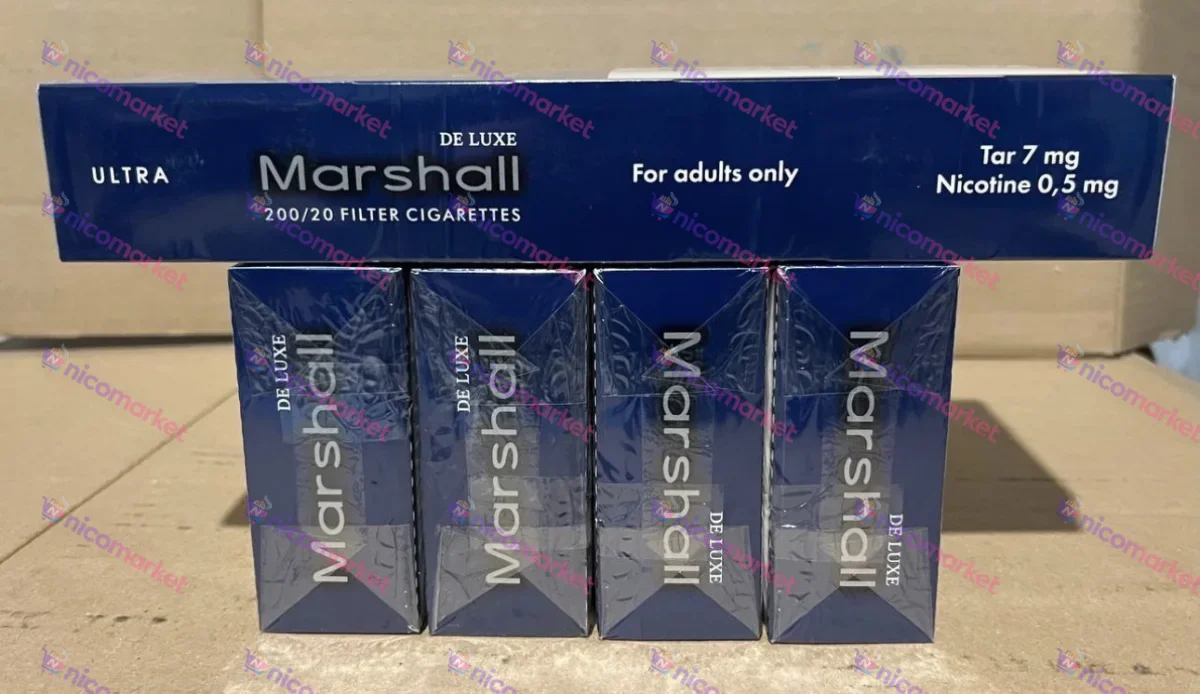 ULTRA
DE LUXE
Marshall
200/20 FILTER CIGARETTES
For adults only
Tar 7 mg
Nicotine 0,5 mg
DE LUXE
Marshall
DE LUXE
Marshall
Marshall
DE LUXE
Marshall
DE LUXE
nicomarket